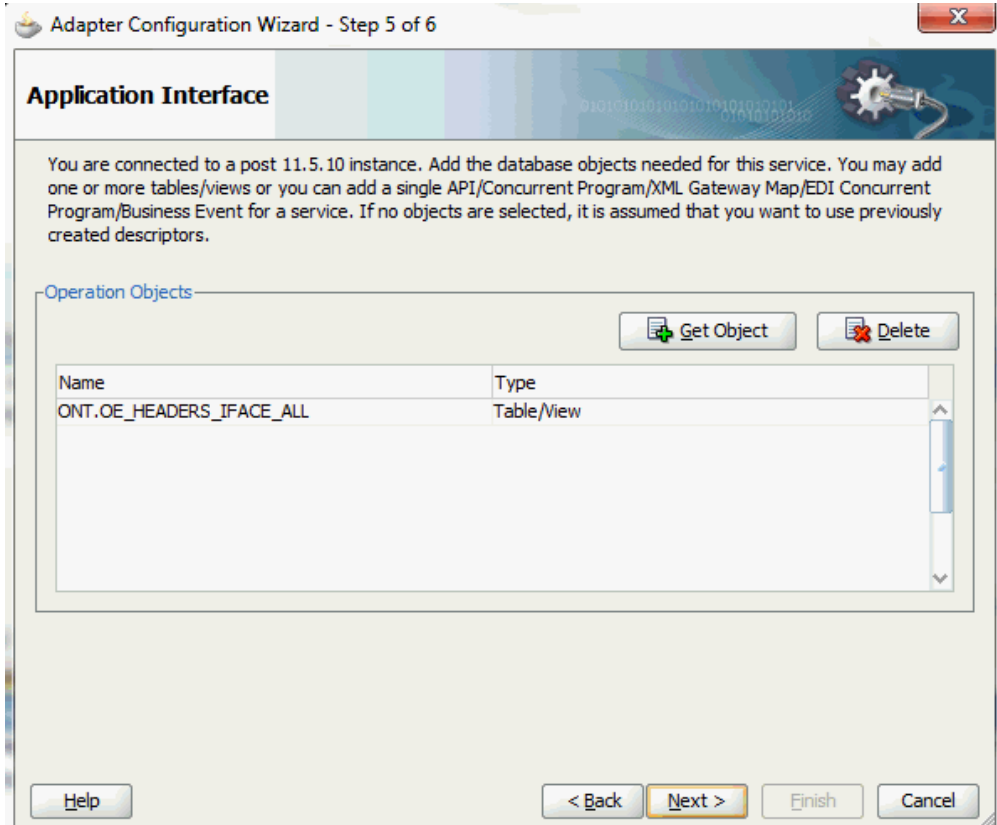 Adapter Configuration Wizard - Step 5 of 6
X
Application Interface
You are connected to a post 11.5.10 instance. Add the database objects needed for this service. You may add
one or more tables/views or you can add a single API/Concurrent Program/XML Gateway Map/EDI Concurrent
Program/Business Event for a service. If no objects are selected, it is assumed that you want to use previously
created descriptors.
Operation Objects
Get Object Delete
Name Type
ONT.OE_HEADERS_IFACE_ALL Table/View
Help < Back Next > Finish Cancel